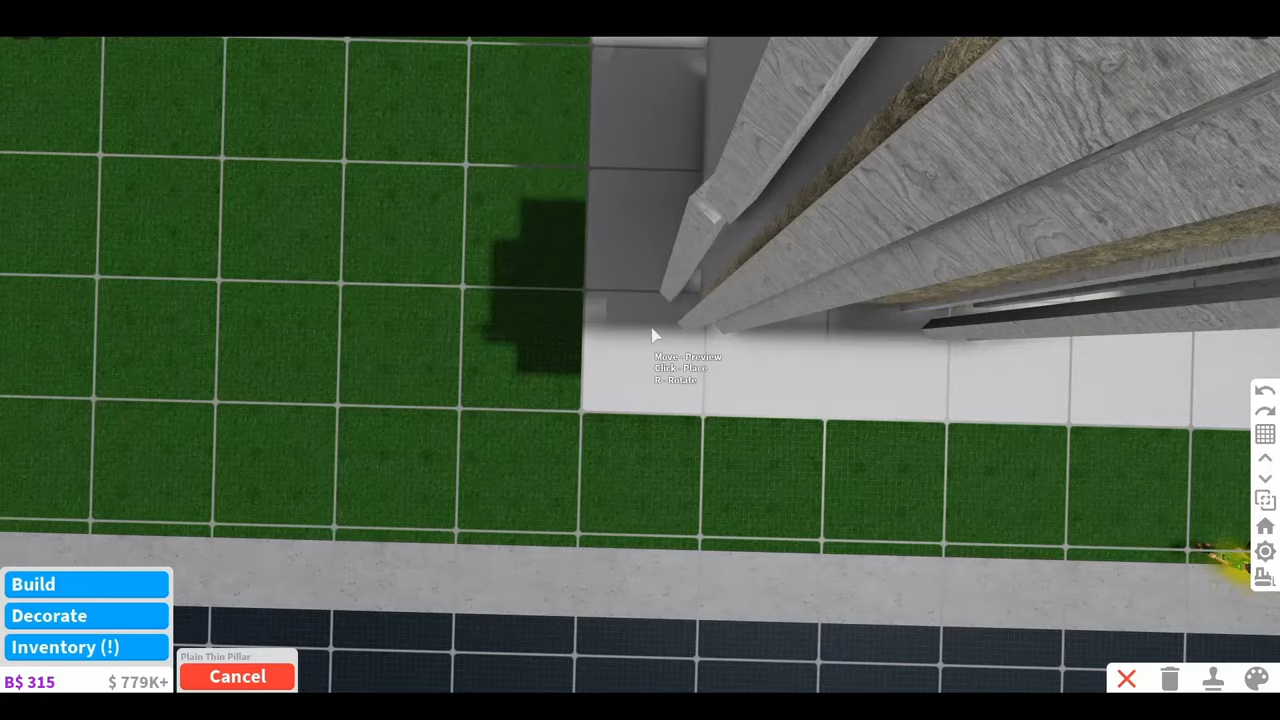 Move - Preview
Click - Place
R - Rotate
Build
Decorate
Inventory (!)
B$ 315
$ 779K+
Plain Thin Pillar
Cancel